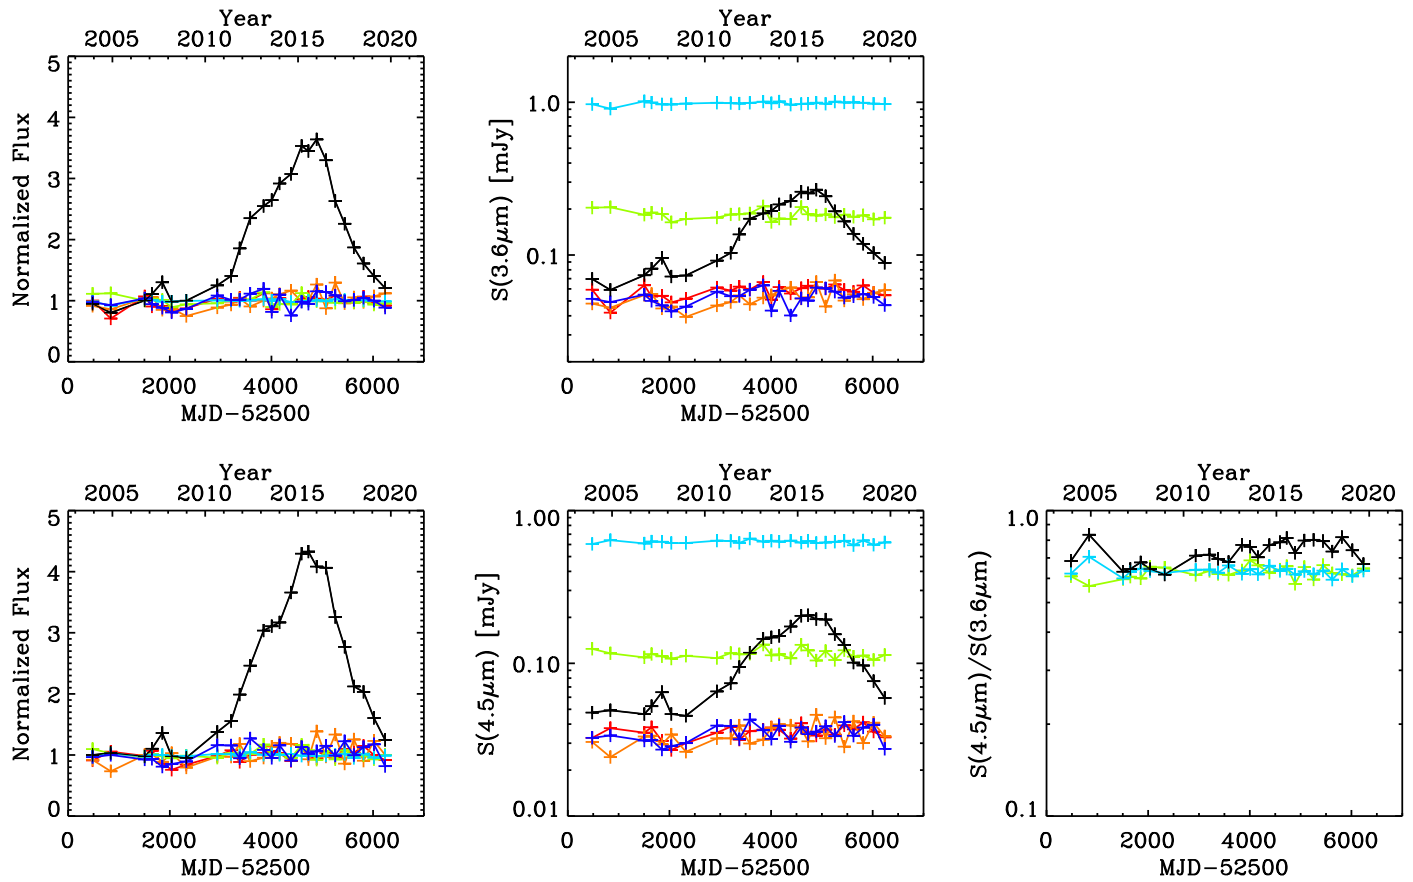 Year
2005 2010 2015 2020
5
4
3
2
1
0
Normalized Flux
0 2000 4000 6000
MJD-52500
Year
2005 2010 2015 2020
1.0
0.1
S(3.6μm) [mJy]
0 2000 4000 6000
MJD-52500
Year
2005 2010 2015 2020
5
4
3
2
1
0
Normalized Flux
0 2000 4000 6000
MJD-52500
Year
2005 2010 2015 2020
1.00
0.10
0.01
S(4.5μm) [mJy]
0 2000 4000 6000
MJD-52500
Year
2005 2010 2015 2020
1.0
0.1
S(4.5μm)/S(3.6μm)
0 2000 4000 6000
MJD-52500